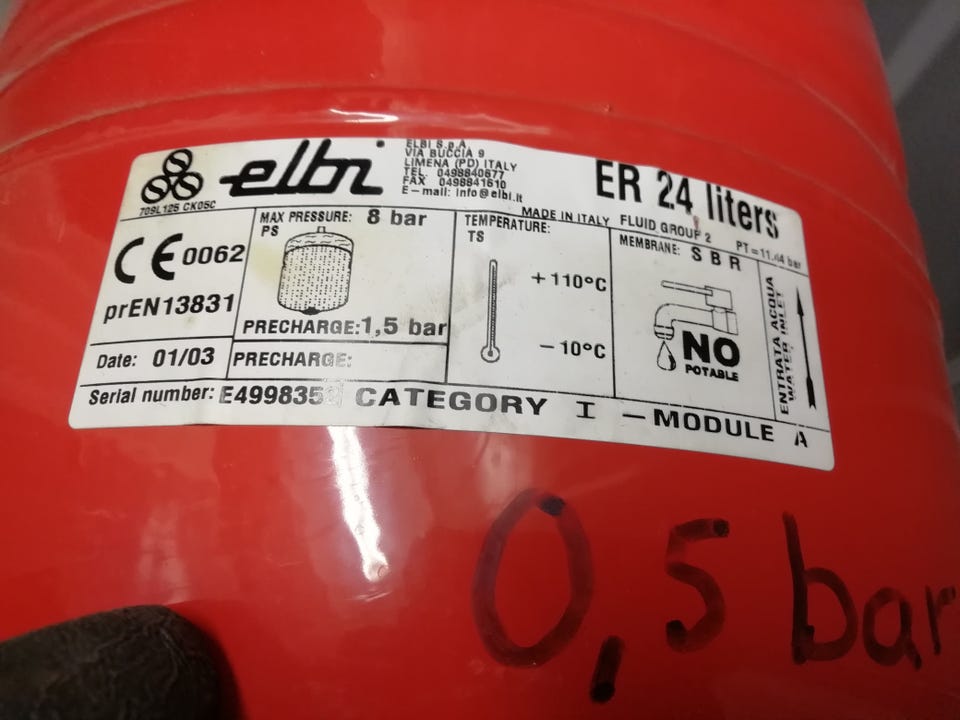 elbi
ELBI S.p.A.
VIA BUCCIA 9
LIMENA (PD) ITALY
TEL. 0498840677
FAX 0498841610
E-mail: info@elbi.it
ER 24 liters
709L125 CK05C
MADE IN ITALY FLUID GROUP 2 PT=11.44 bar
CE 0062
prEN13831
Date: 01/03
MAX PRESSURE: 8 bar
PS
PRECHARGE: 1,5 bar
PRECHARGE:
TEMPERATURE:
TS
+110°C
-10°C
MEMBRANE: SBR
NO
POTABLE
ENTRATA ACQUA
WATER INLET
Serial number: CATEGORY I - MODULE A
0,5 bar